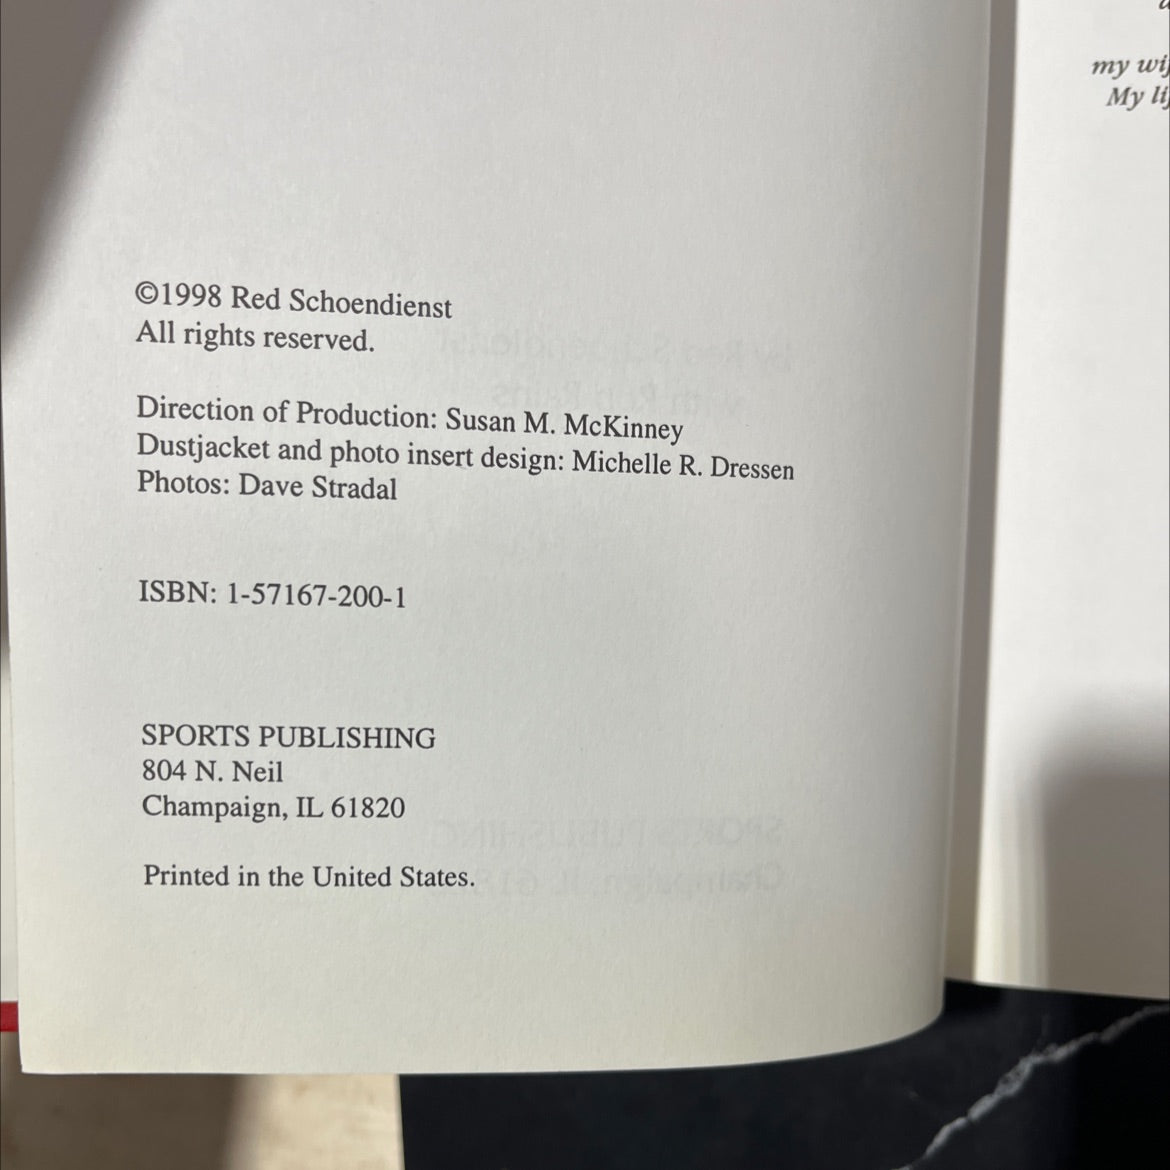 ©1998 Red Schoendienst
All rights reserved.
Direction of Production: Susan M. McKinney
Dustjacket and photo insert design: Michelle R. Dressen
Photos: Dave Stradal
ISBN: 1-57167-200-1
SPORTS PUBLISHING
804 N. Neil
Champaign, IL 61820
Printed in the United States.
my
My